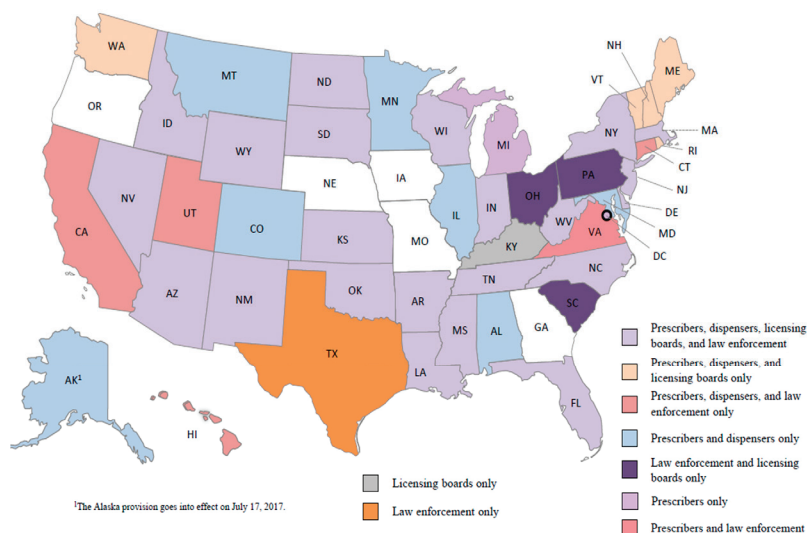 WA
MT
ND
MN
OR
ID
WY
SD
WI
MI
NY
VT
NH
ME
MA
RI
CT
NJ
DE
MD
DC
NV
UT
CO
NE
IA
IL
IN
OH
PA
WV
VA
CA
KS
MO
KY
AZ
NM
OK
AR
TN
NC
SC
TX
LA
MS
AL
GA
FL
AK¹
HI
Prescribers, dispensers, licensing
boards, and law enforcement
Prescribers, dispensers, and
licensing boards only
Prescribers, dispensers, and law
enforcement only
Prescribers and dispensers only
Law enforcement and licensing
boards only
Prescribers only
Prescribers and law enforcement
Licensing boards only
Law enforcement only
¹The Alaska provision goes into effect on July 17, 2017.